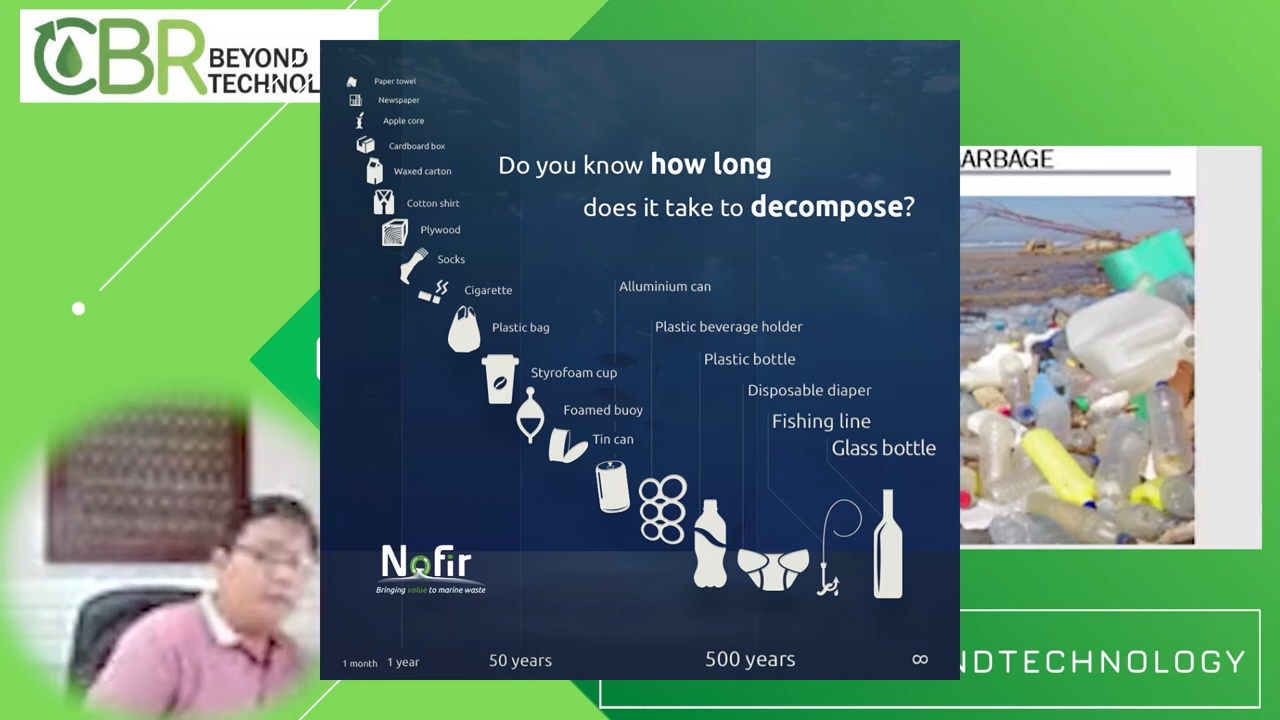 CBR
BEYOND
TECHNOL
Paper towel
Newspaper
Apple core
Cardboard box
Waxed carton
Cotton shirt
Plywood
Socks
Cigarette
Plastic bag
Styrofoam cup
Foamed buoy
Tin can
Do you know how long
does it take to decompose?
Alluminium can
Plastic beverage holder
Plastic bottle
Disposable diaper
Fishing line
Glass bottle
Nofir
Bringing value to marine waste
1 month 1 year 50 years 500 years ∞
ARBAGE
NDTECHNOLOGY